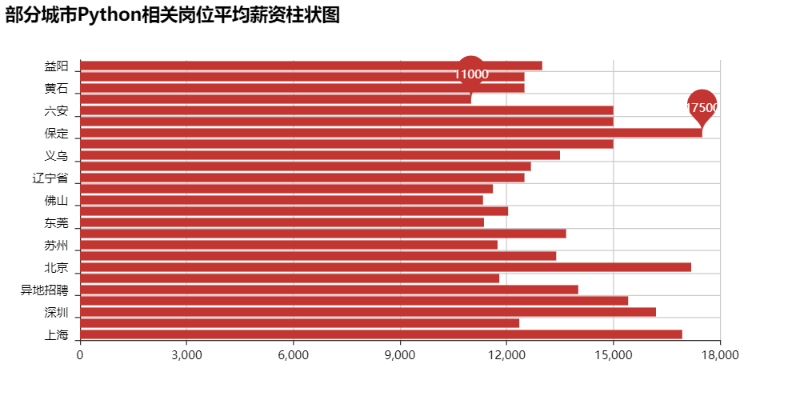 部分城市Python相关岗位平均薪资柱状图
益阳
11000
黄石
六安
17500
保定
义乌
辽宁省
佛山
东莞
苏州
北京
异地招聘
深圳
上海
0 3,000 6,000 9,000 12,000 15,000 18,000